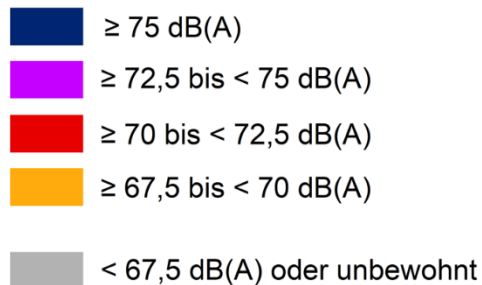 ≥ 75 dB(A)
≥ 72,5 bis < 75 dB(A)
≥ 70 bis < 72,5 dB(A)
≥ 67,5 bis < 70 dB(A)
< 67,5 dB(A) oder unbewohnt